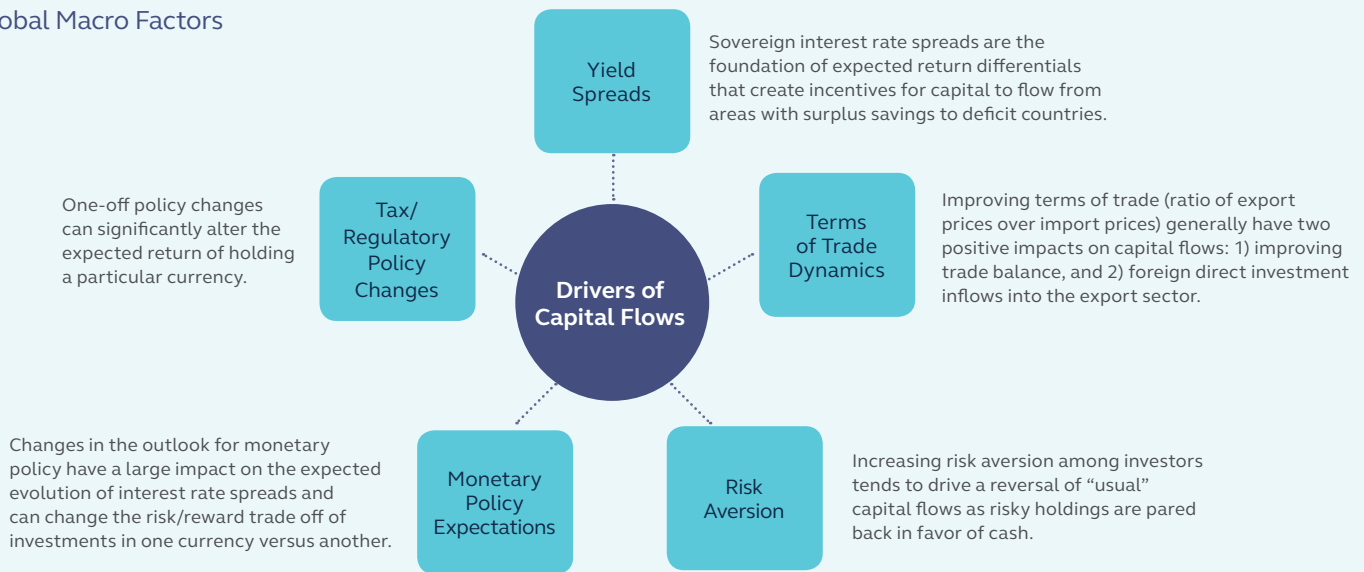 obal Macro Factors
Yield
Spreads
Sovereign interest rate spreads are the
foundation of expected return differentials
that create incentives for capital to flow from
areas with surplus savings to deficit countries.
One-off policy changes
can significantly alter the
expected return of holding
a particular currency.
Tax/
Regulatory
Policy
Changes
Terms
of Trade
Dynamics
Improving terms of trade (ratio of export
prices over import prices) generally have two
positive impacts on capital flows: 1) improving
trade balance, and 2) foreign direct investment
inflows into the export sector.
Drivers of
Capital Flows
Changes in the outlook for monetary
policy have a large impact on the expected
evolution of interest rate spreads and
can change the risk/reward trade off of
investments in one currency versus another.
Monetary
Policy
Expectations
Risk
Aversion
Increasing risk aversion among investors
tends to drive a reversal of “usual”
capital flows as risky holdings are pared
back in favor of cash.